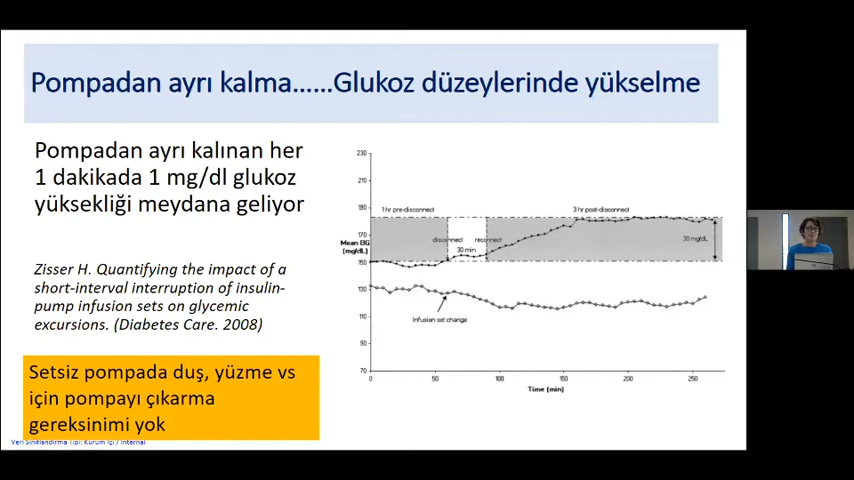 Pompadan ayrı kalma……Glukoz düzeylerinde yükselme
Pompadan ayrı kalınan her
1 dakikada 1 mg/dl glukoz
yüksekliği meydana geliyor
Zisser H. Quantifying the impact of a
short-interval interruption of insulin-
pump infusion sets on glycemic
excursions. (Diabetes Care. 2008)
Setsiz pompada duş, yüzme vs
için pompayı çıkarma
gereksinimi yok
Veri Sınıflandırma Tipi: Kurum İçi / Internal
230
210
190
170
150
130
110
90
70
Mean BG
(mg/dL)
1 hr pre-disconnect
3 hr post-disconnect
disconnect
reconnect
30 min
30 mg/dL
Infusion set change
0
50
100
150
200
250
Time (min)